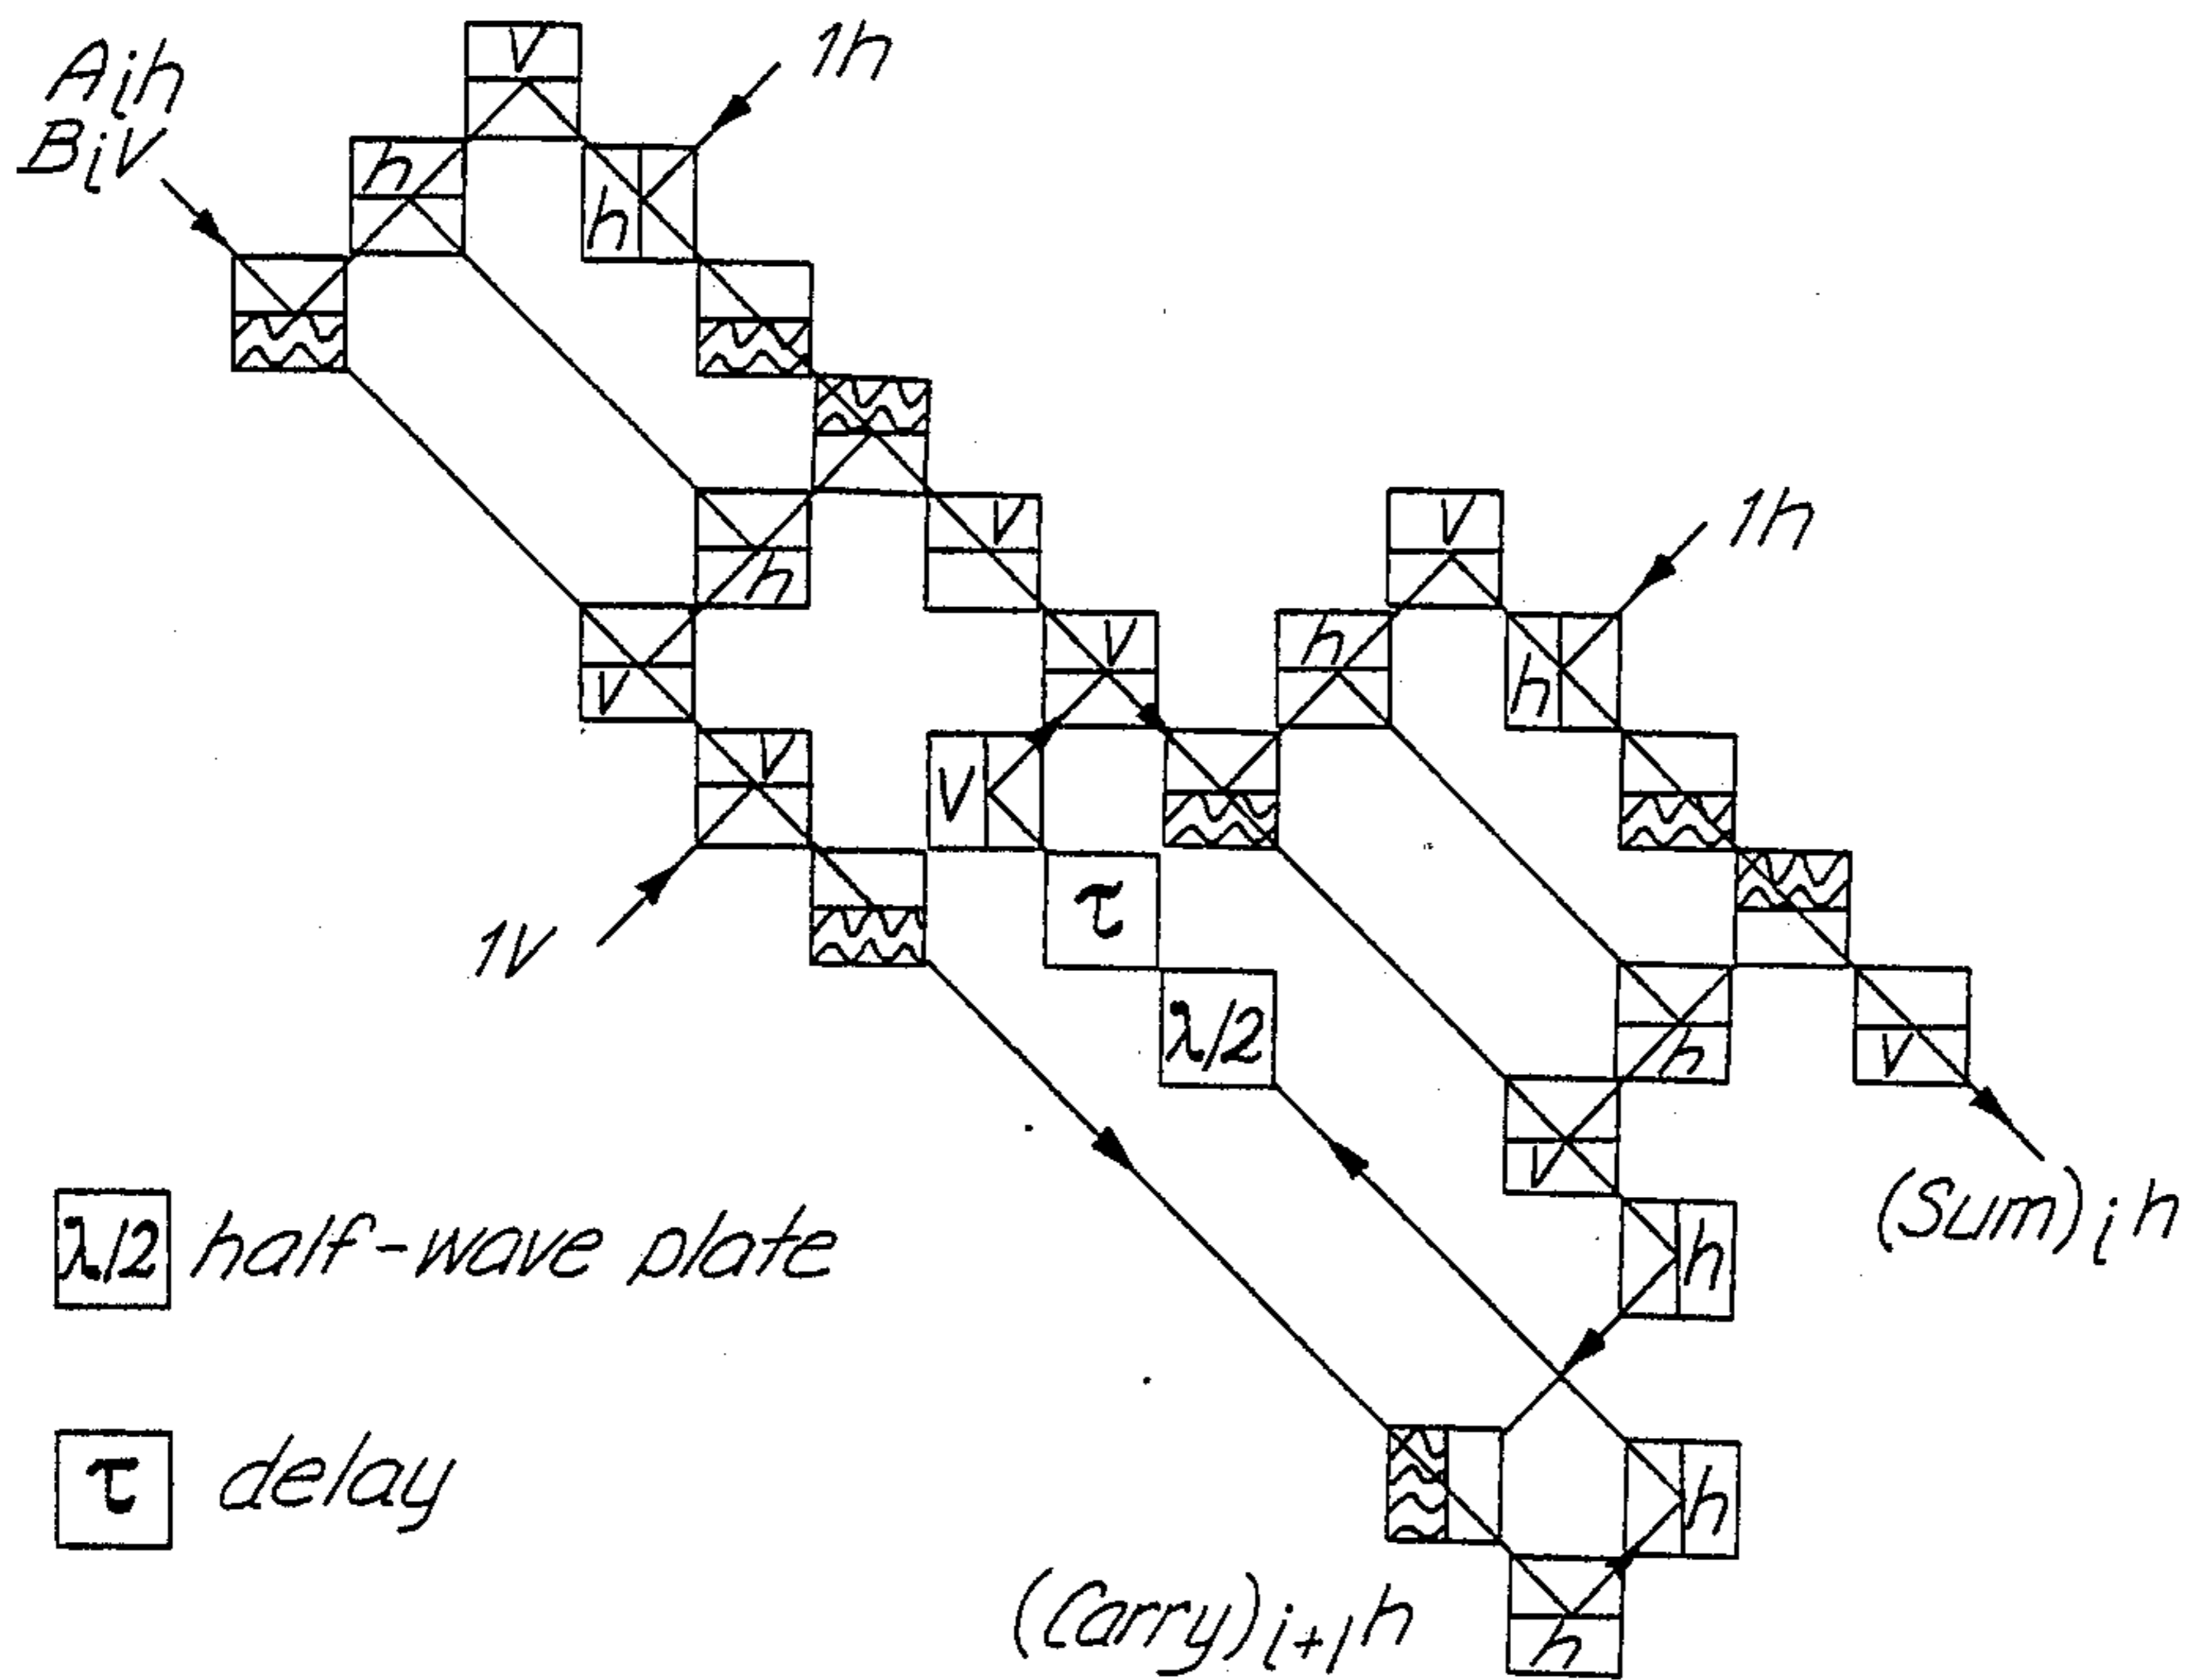 V
1h
Aih
BiV
h
h
V
1h
V
h
V
h
h
V
V
V
1V
τ
λ/2
h
V
V
(Sum)i h
λ/2 half-wave plate
h
τ delay
h
(Carry)i+1 h
h